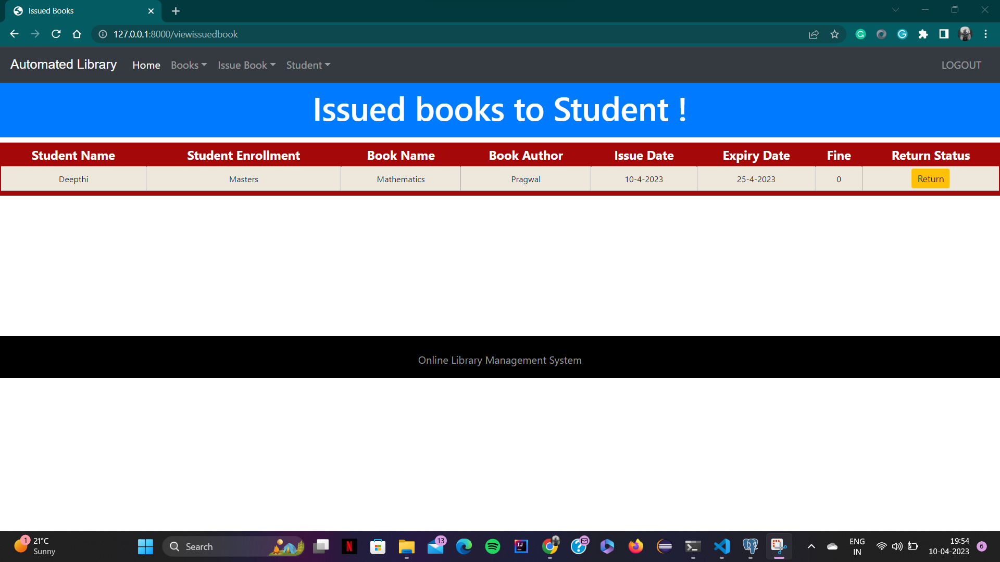 Issued Books
127.0.0.1:8000/viewissuedbook
Automated Library Home Books Issue Book Student LOGOUT
Issued books to Student !
Student Name Student Enrollment Book Name Book Author Issue Date Expiry Date Fine Return Status
Deepthi Masters Mathematics Pragwal 10-4-2023 25-4-2023 0 Return
Online Library Management System
1 21°C
Sunny
Search
N
13
IJ
ENG
IN
19:54
10-04-2023
6